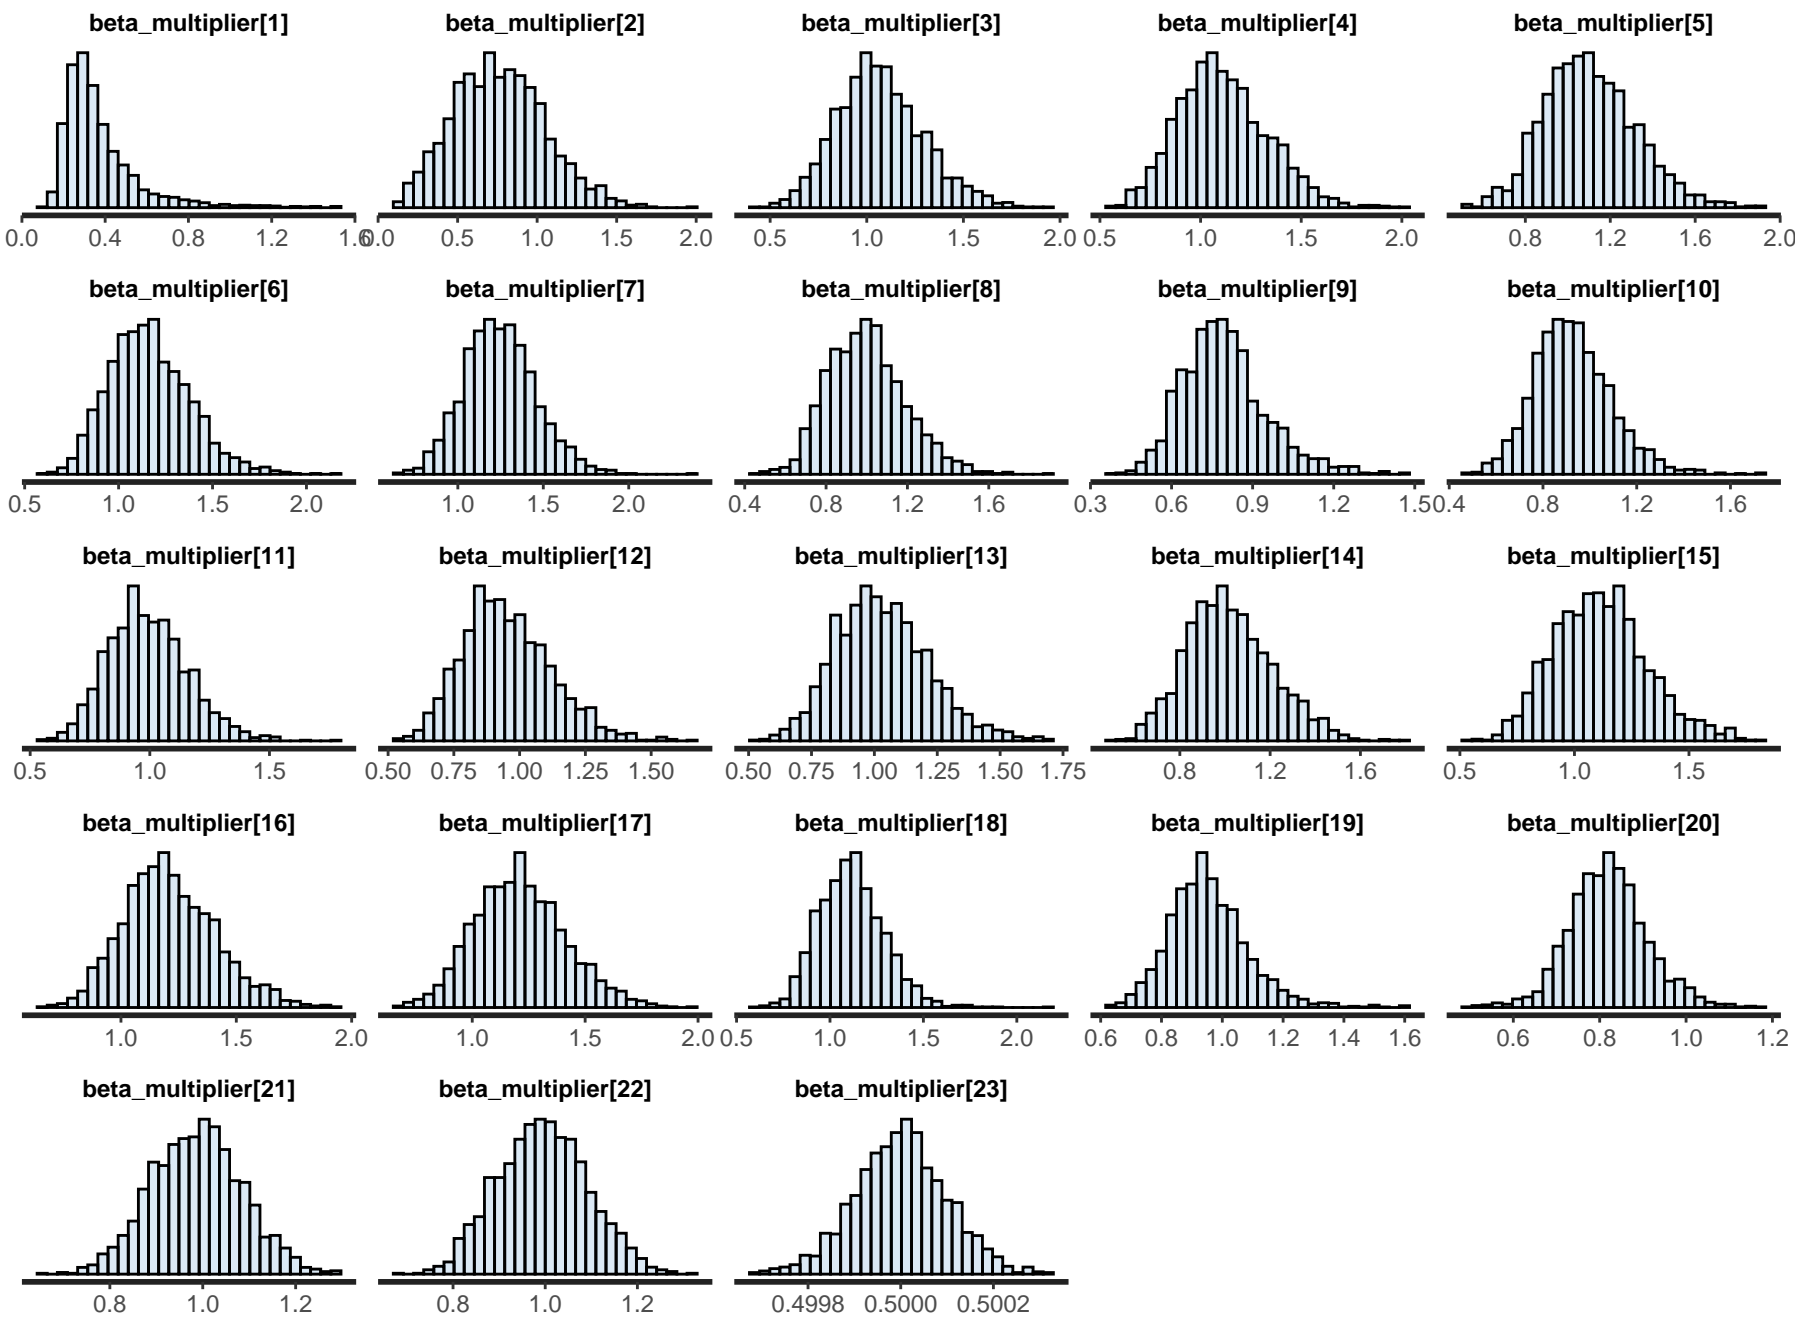 beta_multiplier[1] beta_multiplier[2] beta_multiplier[3] beta_multiplier[4] beta_multiplier[5]
0.0 0.4 0.8 1.2 1.6 0.0 0.5 1.0 1.5 2.0 0.5 1.0 1.5 2.0 0.5 1.0 1.5 2.0 0.8 1.2 1.6 2.0
beta_multiplier[6] beta_multiplier[7] beta_multiplier[8] beta_multiplier[9] beta_multiplier[10]
0.5 1.0 1.5 2.0 1.0 1.5 2.0 0.4 0.8 1.2 1.6 0.3 0.6 0.9 1.2 1.5 0.4 0.8 1.2 1.6
beta_multiplier[11] beta_multiplier[12] beta_multiplier[13] beta_multiplier[14] beta_multiplier[15]
0.5 1.0 1.5 0.50 0.75 1.00 1.25 1.50 0.50 0.75 1.00 1.25 1.50 1.75 0.8 1.2 1.6 0.5 1.0 1.5
beta_multiplier[16] beta_multiplier[17] beta_multiplier[18] beta_multiplier[19] beta_multiplier[20]
1.0 1.5 2.0 1.0 1.5 2.0 0.5 1.0 1.5 2.0 0.6 0.8 1.0 1.2 1.4 1.6 0.6 0.8 1.0 1.2
beta_multiplier[21] beta_multiplier[22] beta_multiplier[23]
0.8 1.0 1.2 0.8 1.0 1.2 0.4998 0.5000 0.5002